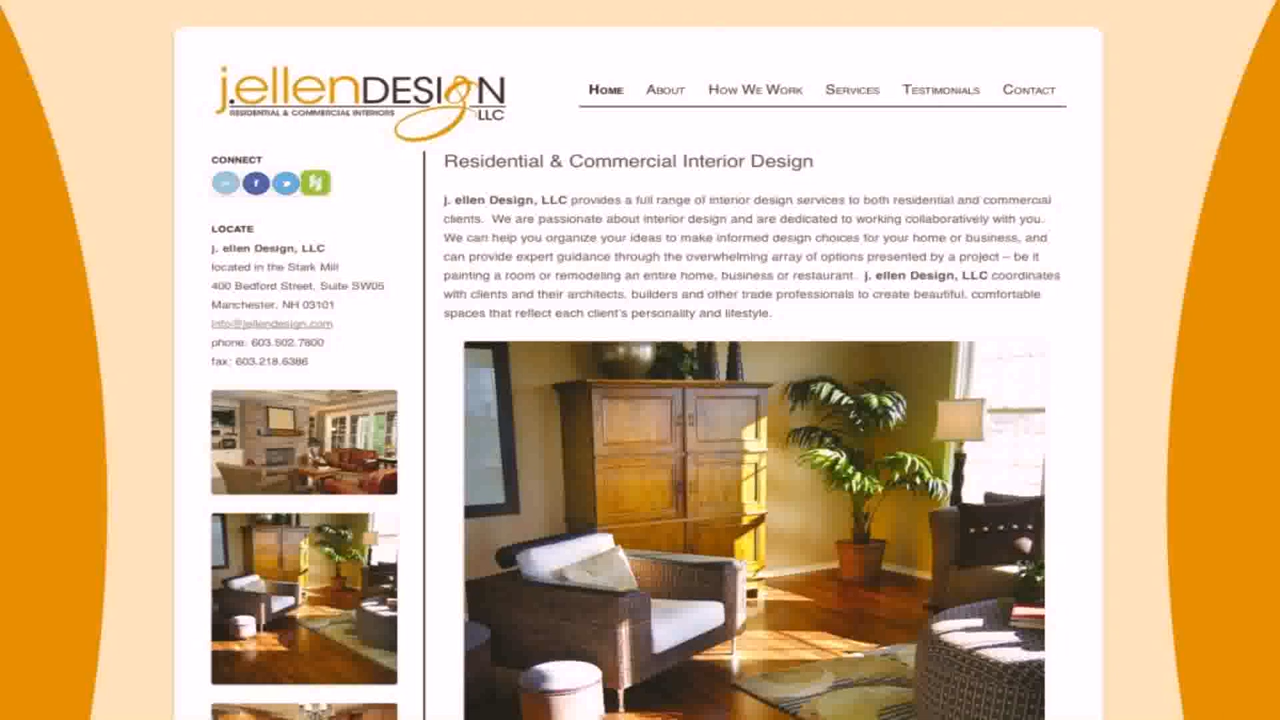 j.ellenDESIGN
RESIDENTIAL & COMMERCIAL INTERIORS
LLC
HOME ABOUT HOW WE WORK SERVICES TESTIMONIALS CONTACT
CONNECT
LOCATE
j. ellen Design, LLC
located in the Stark Mill
400 Bedford Street, Suite SW05
Manchester, NH 03101
info@jellendesign.com
phone: 603.502.7800
fax: 603.218.6386
Residential & Commercial Interior Design
j. ellen Design, LLC provides a full range of interior design services to both residential and commercial
clients. We are passionate about interior design and are dedicated to working collaboratively with you.
We can help you organize your ideas to make informed design choices for your home or business, and
can provide expert guidance through the overwhelming array of options presented by a project – be it
painting a room or remodeling an entire home, business or restaurant. j. ellen Design, LLC coordinates
with clients and their architects, builders and other trade professionals to create beautiful, comfortable
spaces that reflect each client's personality and lifestyle.